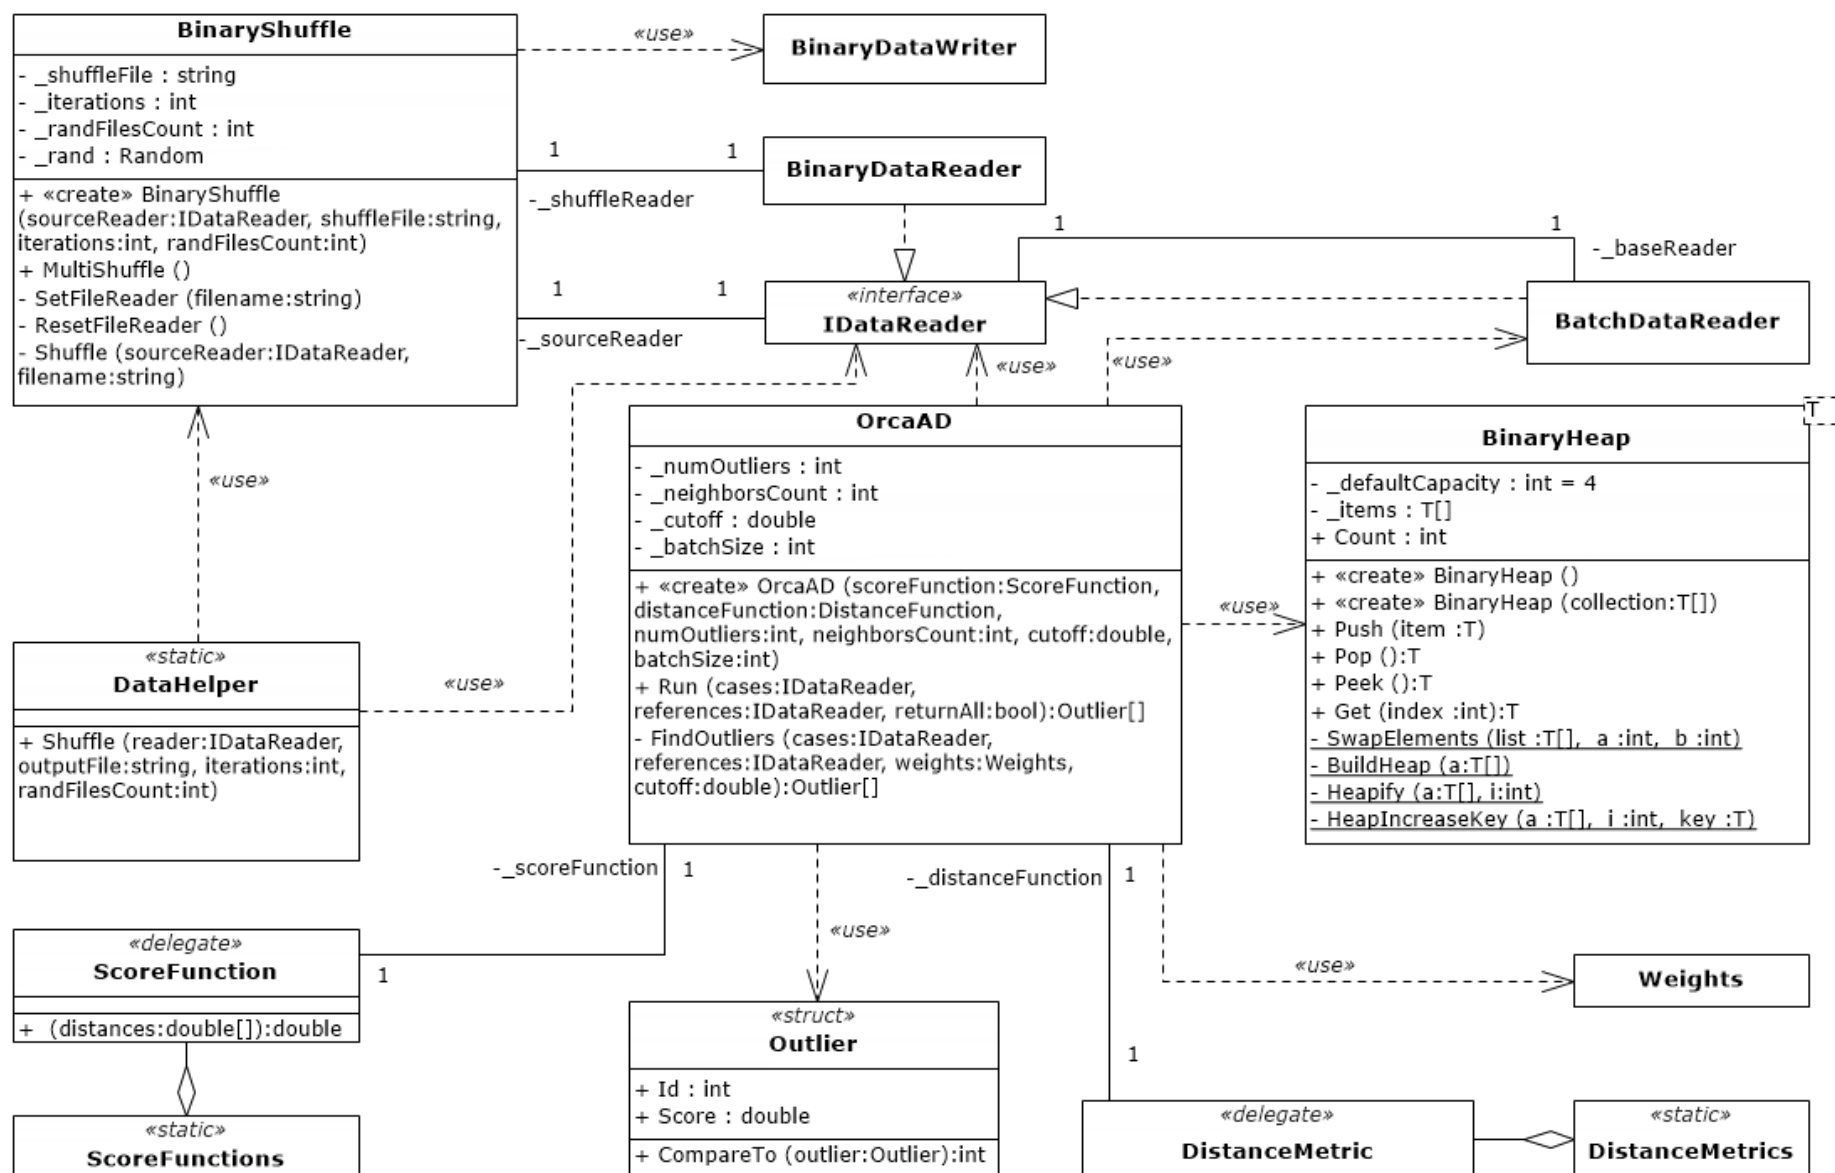 BinaryShuffle
- _shuffleFile : string
- _iterations : int
- _randFilesCount : int
- _rand : Random
+ «create» BinaryShuffle
(sourceReader:IDataReader, shuffleFile:string,
iterations:int, randFilesCount:int)
+ MultiShuffle ()
- SetFileReader (filename:string)
- ResetFileReader ()
- Shuffle (sourceReader:IDataReader,
filename:string)
«use»
BinaryDataWriter
1
1
-_shuffleReader
BinaryDataReader
1
1
-_sourceReader
«interface»
IDataReader
1
1
-_baseReader
BatchDataReader
«use»
«use»
«use»
«use»
OrcaAD
- _numOutliers : int
- _neighborsCount : int
- _cutoff : double
- _batchSize : int
+ «create» OrcaAD (scoreFunction:ScoreFunction,
distanceFunction:DistanceFunction,
numOutliers:int, neighborsCount:int, cutoff:double,
batchSize:int)
+ Run (cases:IDataReader,
references:IDataReader, returnAll:bool):Outlier[]
- FindOutliers (cases:IDataReader,
references:IDataReader, weights:Weights,
cutoff:double):Outlier[]
«use»
T
BinaryHeap
- _defaultCapacity : int = 4
- _items : T[]
+ Count : int
+ «create» BinaryHeap ()
+ «create» BinaryHeap (collection:T[])
+ Push (item :T)
+ Pop ():T
+ Peek ():T
+ Get (index :int):T
- SwapElements (list :T[], a :int, b :int)
- BuildHeap (a:T[])
- Heapify (a:T[], i:int)
- HeapIncreaseKey (a :T[], i :int, key :T)
«static»
DataHelper
+ Shuffle (reader:IDataReader,
outputFile:string, iterations:int,
randFilesCount:int)
-_scoreFunction
1
1
«delegate»
ScoreFunction
+ (distances:double[]):double
«static»
ScoreFunctions
«use»
«struct»
Outlier
+ Id : int
+ Score : double
+ CompareTo (outlier:Outlier):int
-_distanceFunction
1
1
«use»
Weights
«delegate»
DistanceMetric
«static»
DistanceMetrics